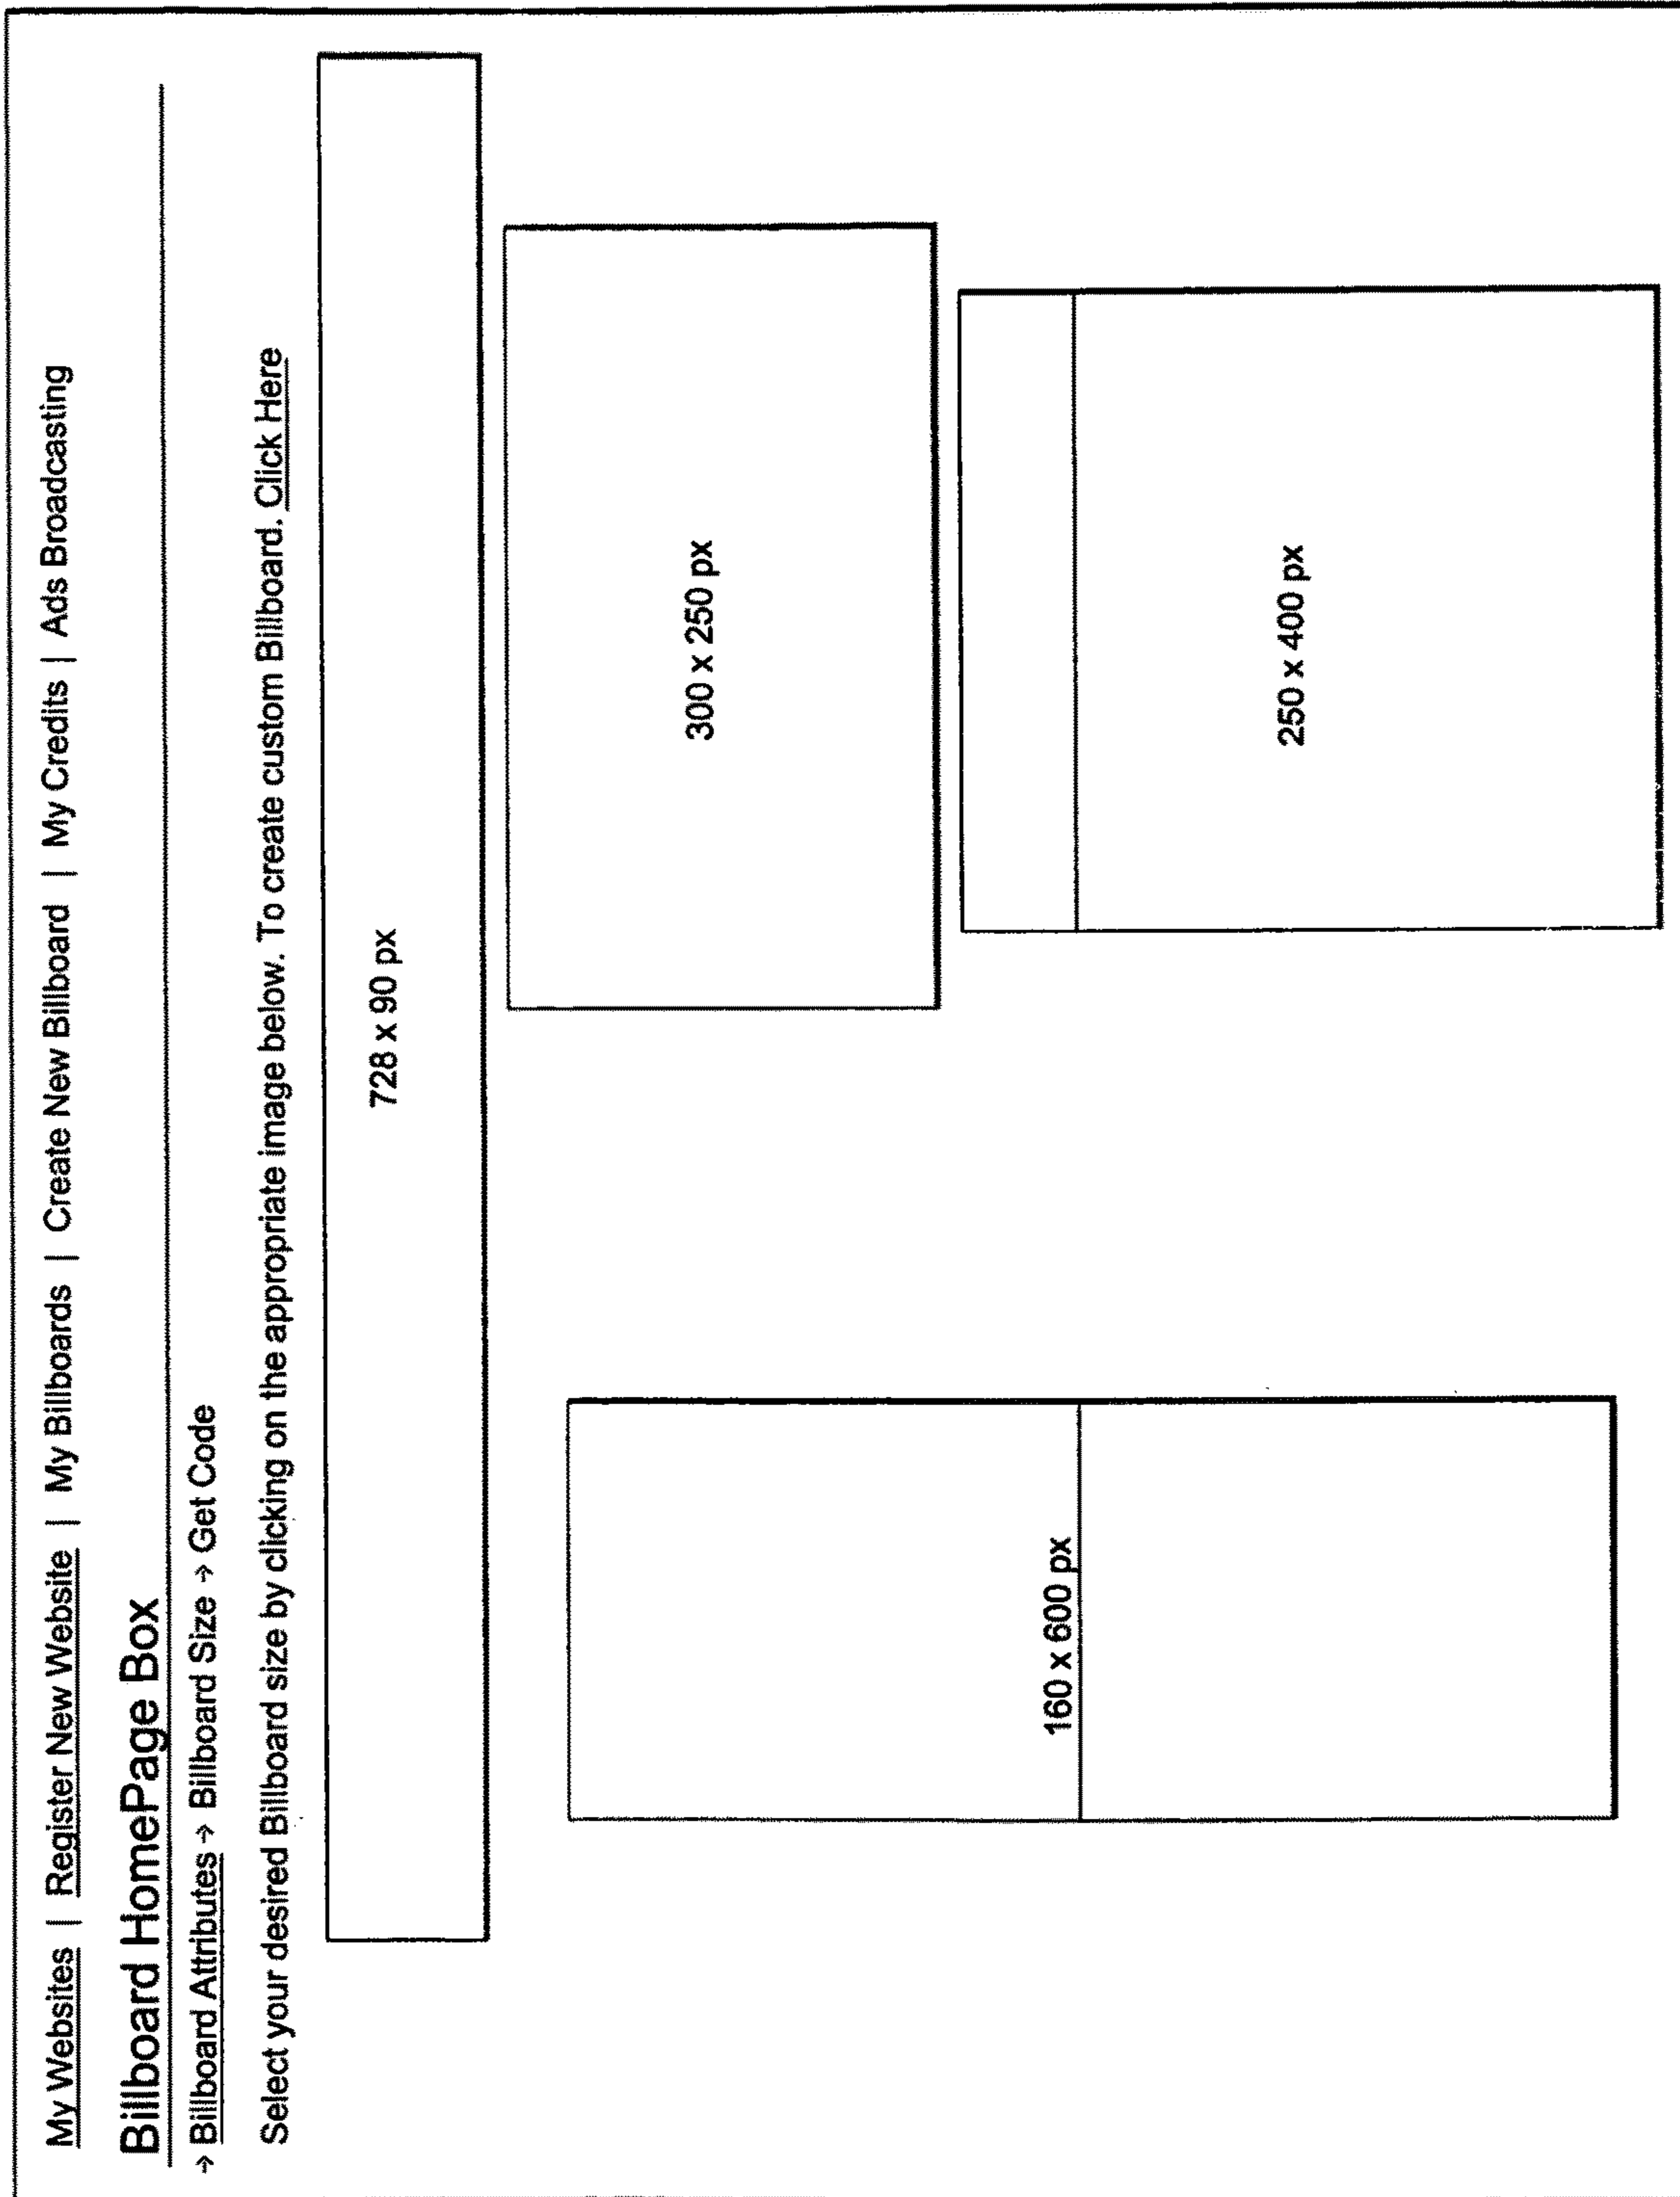 My Websites | Register New Website | My Billboards | Create New Billboard | My Credits | Ads Broadcasting
Billboard HomePage Box
→ Billboard Attributes → Billboard Size → Get Code
Select your desired Billboard size by clicking on the appropriate image below. To create custom Billboard, Click Here
728 x 90 px
300 x 250 px
160 x 600 px
250 x 400 px